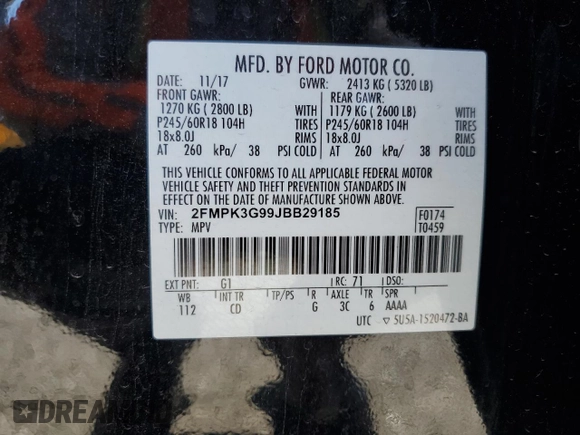 MFD. BY FORD MOTOR CO.
DATE: 11/17 GVWR: 2413 KG ( 5320 LB)
FRONT GAWR: REAR GAWR:
1270 KG ( 2800 LB) WITH 1179 KG ( 2600 LB) WITH
P245/60R18 104H TIRES P245/60R18 104H TIRES
18x8.0J RIMS 18x8.0J RIMS
AT 260 kPa/ 38 PSI COLD AT 260 kPa/ 38 PSI COLD
THIS VEHICLE CONFORMS TO ALL APPLICABLE FEDERAL MOTOR
VEHICLE SAFETY AND THEFT PREVENTION STANDARDS IN
EFFECT ON THE DATE OF MANUFACTURE SHOWN ABOVE.
VIN: 2FMPK3G99JBB29185 F0174
TYPE: MPV T0459
EXT PNT: G1 RC: 71 DSO:
WB INT TR TP/PS R AXLE TR SPR
112 CD G 3C 6 AAAA
UTC ▽ 5U5A-1520472-BA